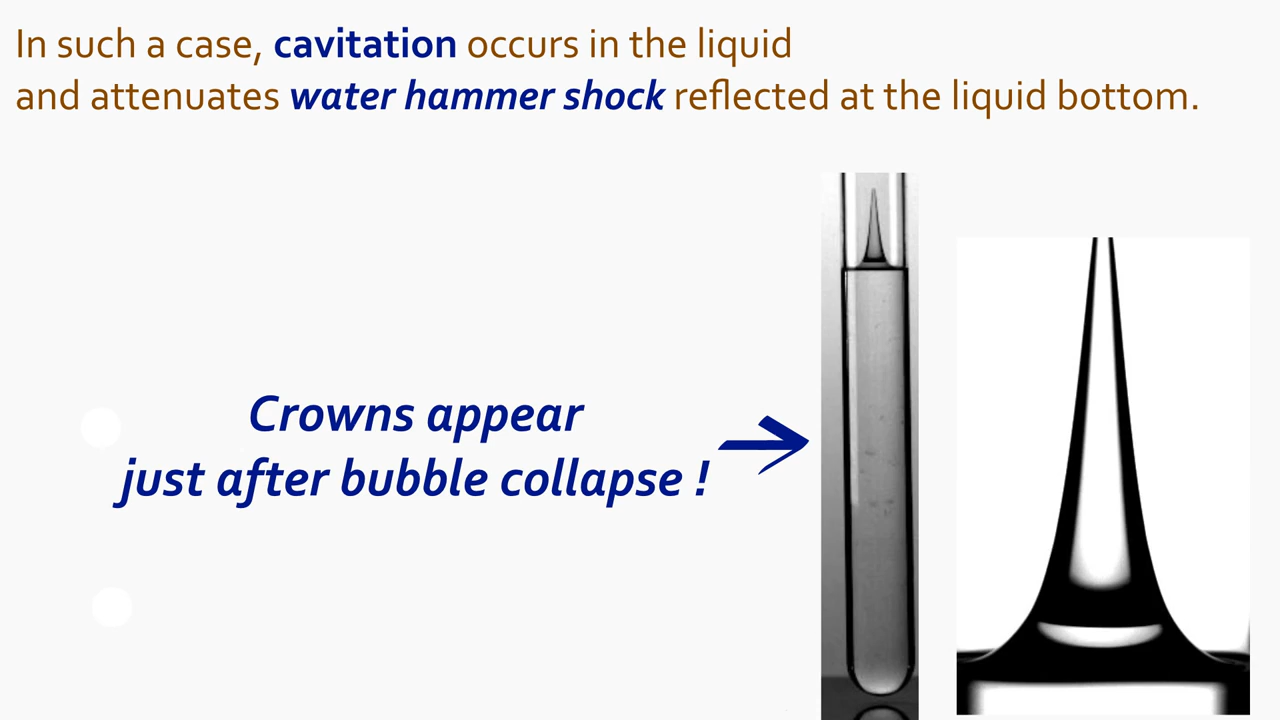 In such a case, cavitation occurs in the liquid
and attenuates water hammer shock reflected at the liquid bottom.
Crowns appear
just after bubble collapse !